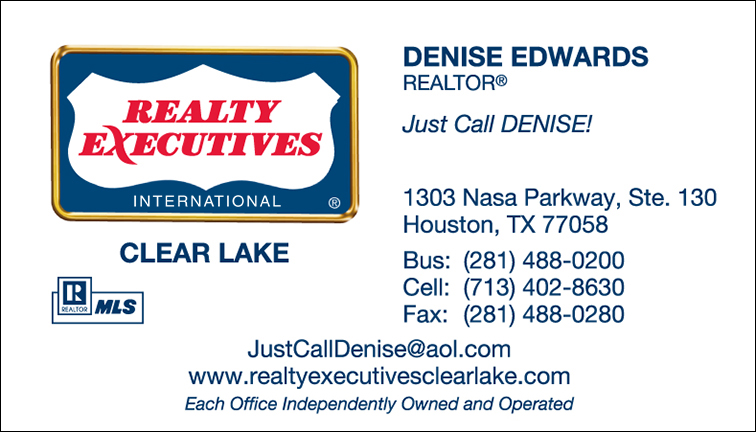 REALTY
EXECUTIVES
INTERNATIONAL ®
CLEAR LAKE
R
REALTOR
MLS
DENISE EDWARDS
REALTOR®
Just Call DENISE!
1303 Nasa Parkway, Ste. 130
Houston, TX 77058
Bus: (281) 488-0200
Cell: (713) 402-8630
Fax: (281) 488-0280
JustCallDenise@aol.com
www.realtyexecutivesclearlake.com
Each Office Independently Owned and Operated